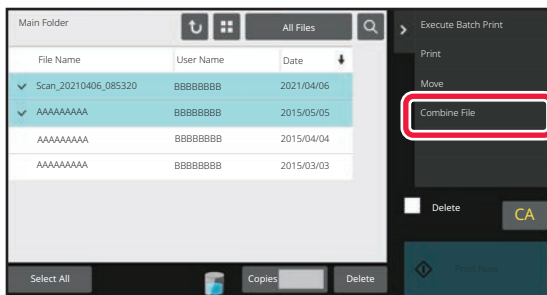 Main Folder
All Files
File Name User Name Date
Scan_20210406_085320 BBBBBBBB 2021/04/06
AAAAAAAAA BBBBBBBB 2015/05/05
AAAAAAAAA BBBBBBBB 2015/04/04
AAAAAAAAA BBBBBBBB 2015/03/03
Select All
Copies
Delete
Execute Batch Print
Print
Move
Combine File
Delete
CA
Print Now